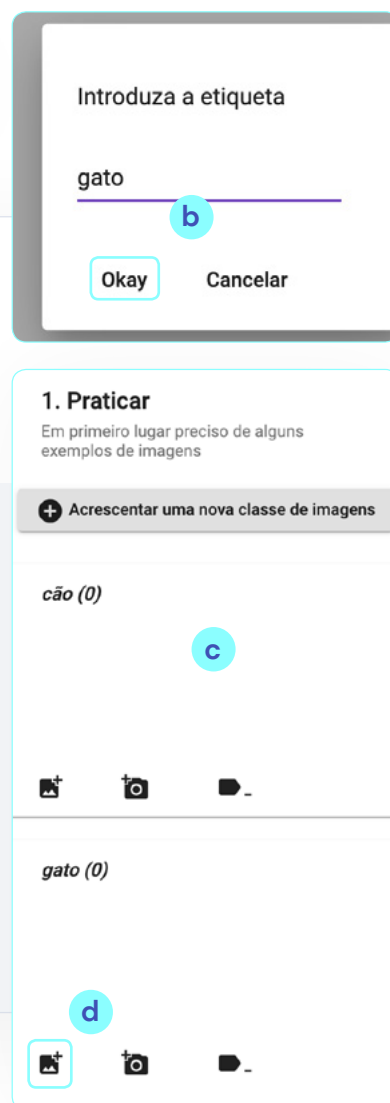 Introduza a etiqueta
gato
b
Okay Cancelar
1. Praticar
Em primeiro lugar preciso de alguns
exemplos de imagens
Acrescentar uma nova classe de imagens
cão (0)
c
gato (0)
d